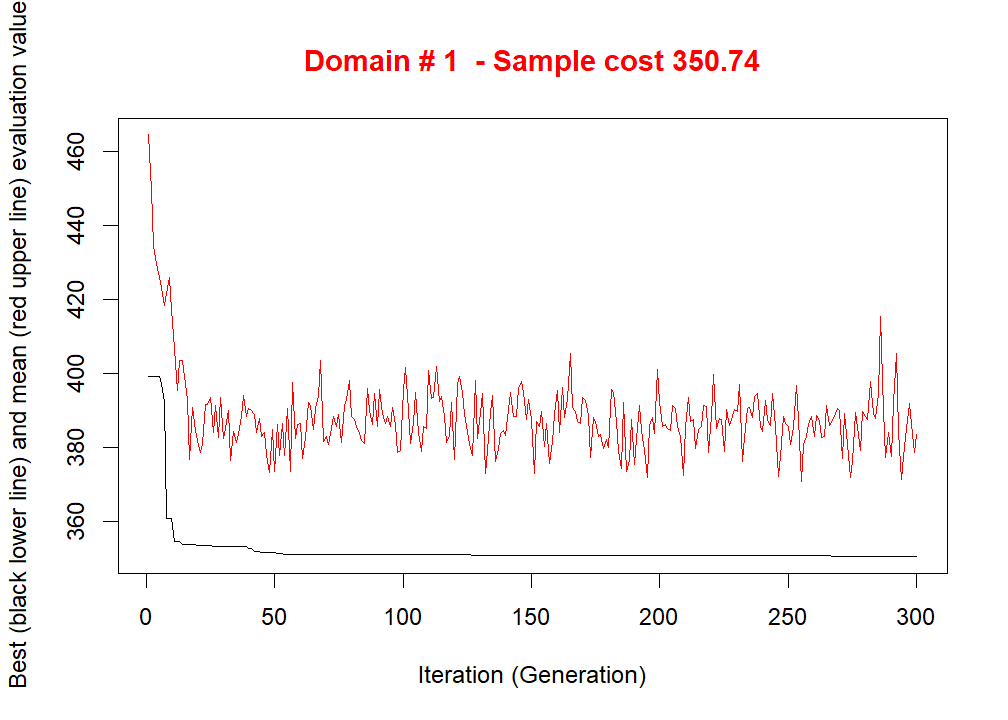 Domain # 1  - Sample cost 350.74
Best (black lower line) and mean (red upper line) evaluation value
460
440
420
400
380
360
0 50 100 150 200 250 300
Iteration (Generation)